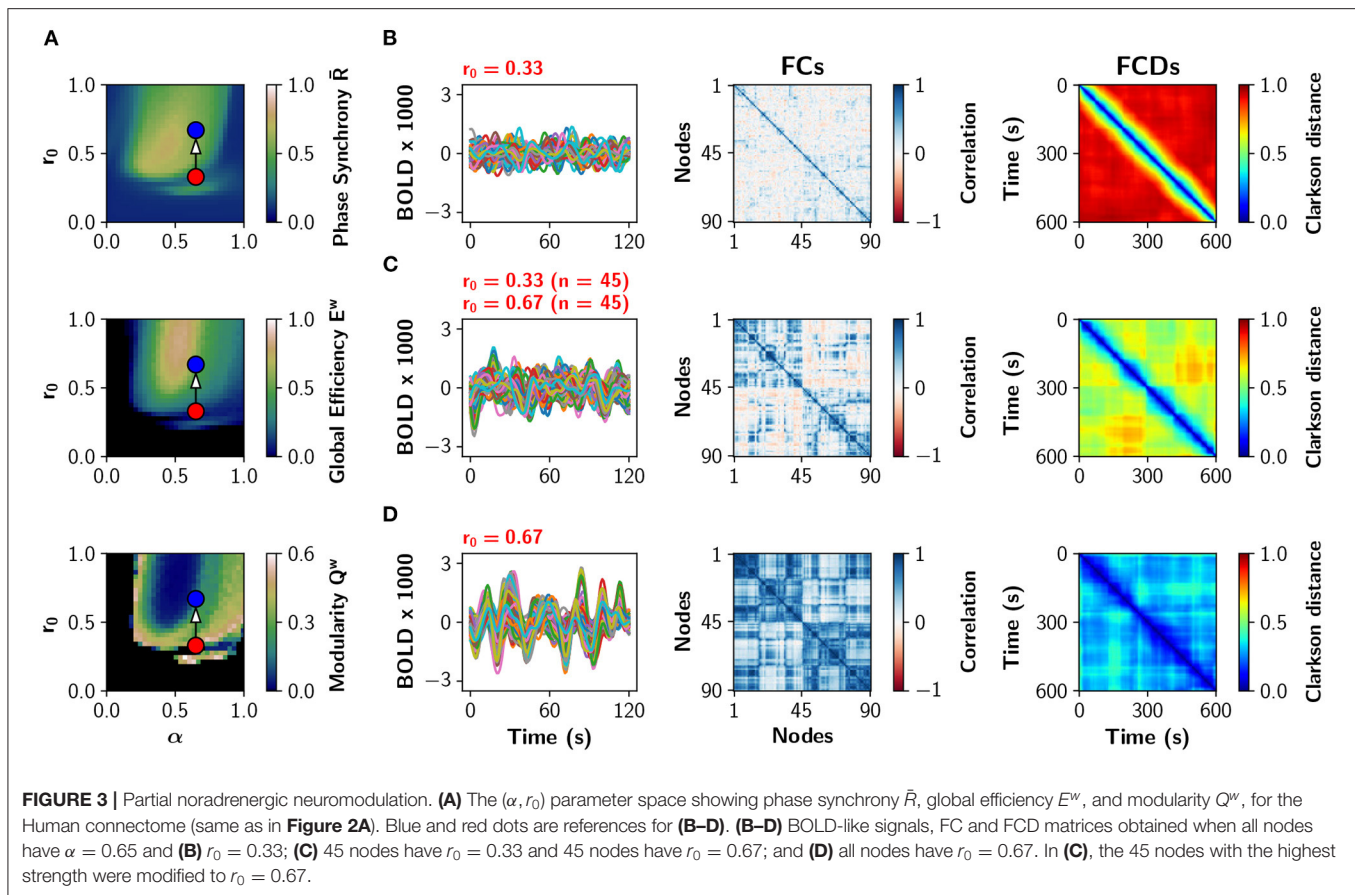 A
1.0
0.5
0.0
r₀
0.0
0.5
1.0
1.0
0.5
0.0
Phase Synchrony R̄
1.0
0.5
0.0
r₀
0.0
0.5
1.0
1.0
0.5
0.0
Global Efficiency Eʷ
1.0
0.5
0.0
r₀
0.0
0.5
1.0
α
0.6
0.4
0.2
0.0
Modularity Qʷ
B
r₀ = 0.33
3
0
−3
BOLD x 1000
0
60
120
FCs
1
45
90
Nodes
1
45
90
1
0
−1
Correlation
FCDs
0
300
600
Time (s)
0
300
600
1.0
0.5
0.0
Clarkson distance
C
r₀ = 0.33 (n = 45)
r₀ = 0.67 (n = 45)
3
0
−3
BOLD x 1000
0
60
120
1
45
90
Nodes
1
45
90
1
0
−1
Correlation
0
300
600
Time (s)
0
300
600
1.0
0.5
0.0
Clarkson distance
D
r₀ = 0.67
3
0
−3
BOLD x 1000
0
60
120
Time (s)
1
45
90
Nodes
1
45
90
Nodes
1
0
−1
Correlation
0
300
600
Time (s)
0
300
600
Time (s)
1.0
0.5
0.0
Clarkson distance
FIGURE 3 | Partial noradrenergic neuromodulation. (A) The (α, r₀) parameter space showing phase synchrony R̄, global efficiency Eʷ, and modularity Qʷ, for the
Human connectome (same as in Figure 2A). Blue and red dots are references for (B–D). (B–D) BOLD-like signals, FC and FCD matrices obtained when all nodes
have α = 0.65 and (B) r₀ = 0.33; (C) 45 nodes have r₀ = 0.33 and 45 nodes have r₀ = 0.67; and (D) all nodes have r₀ = 0.67. In (C), the 45 nodes with the highest
strength were modified to r₀ = 0.67.